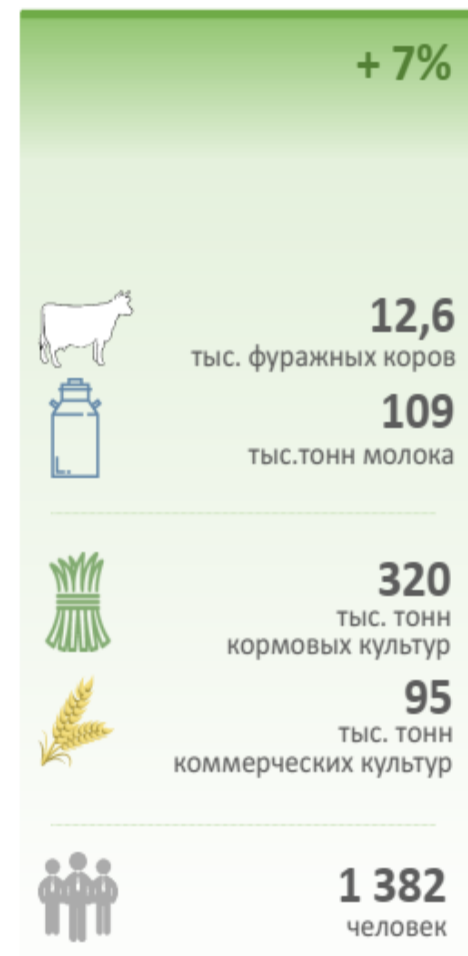 + 7%
12,6
тыс. фуражных коров
109
тыс.тонн молока
320
тыс. тонн
кормовых культур
95
тыс. тонн
коммерческих культур
1 382
человек